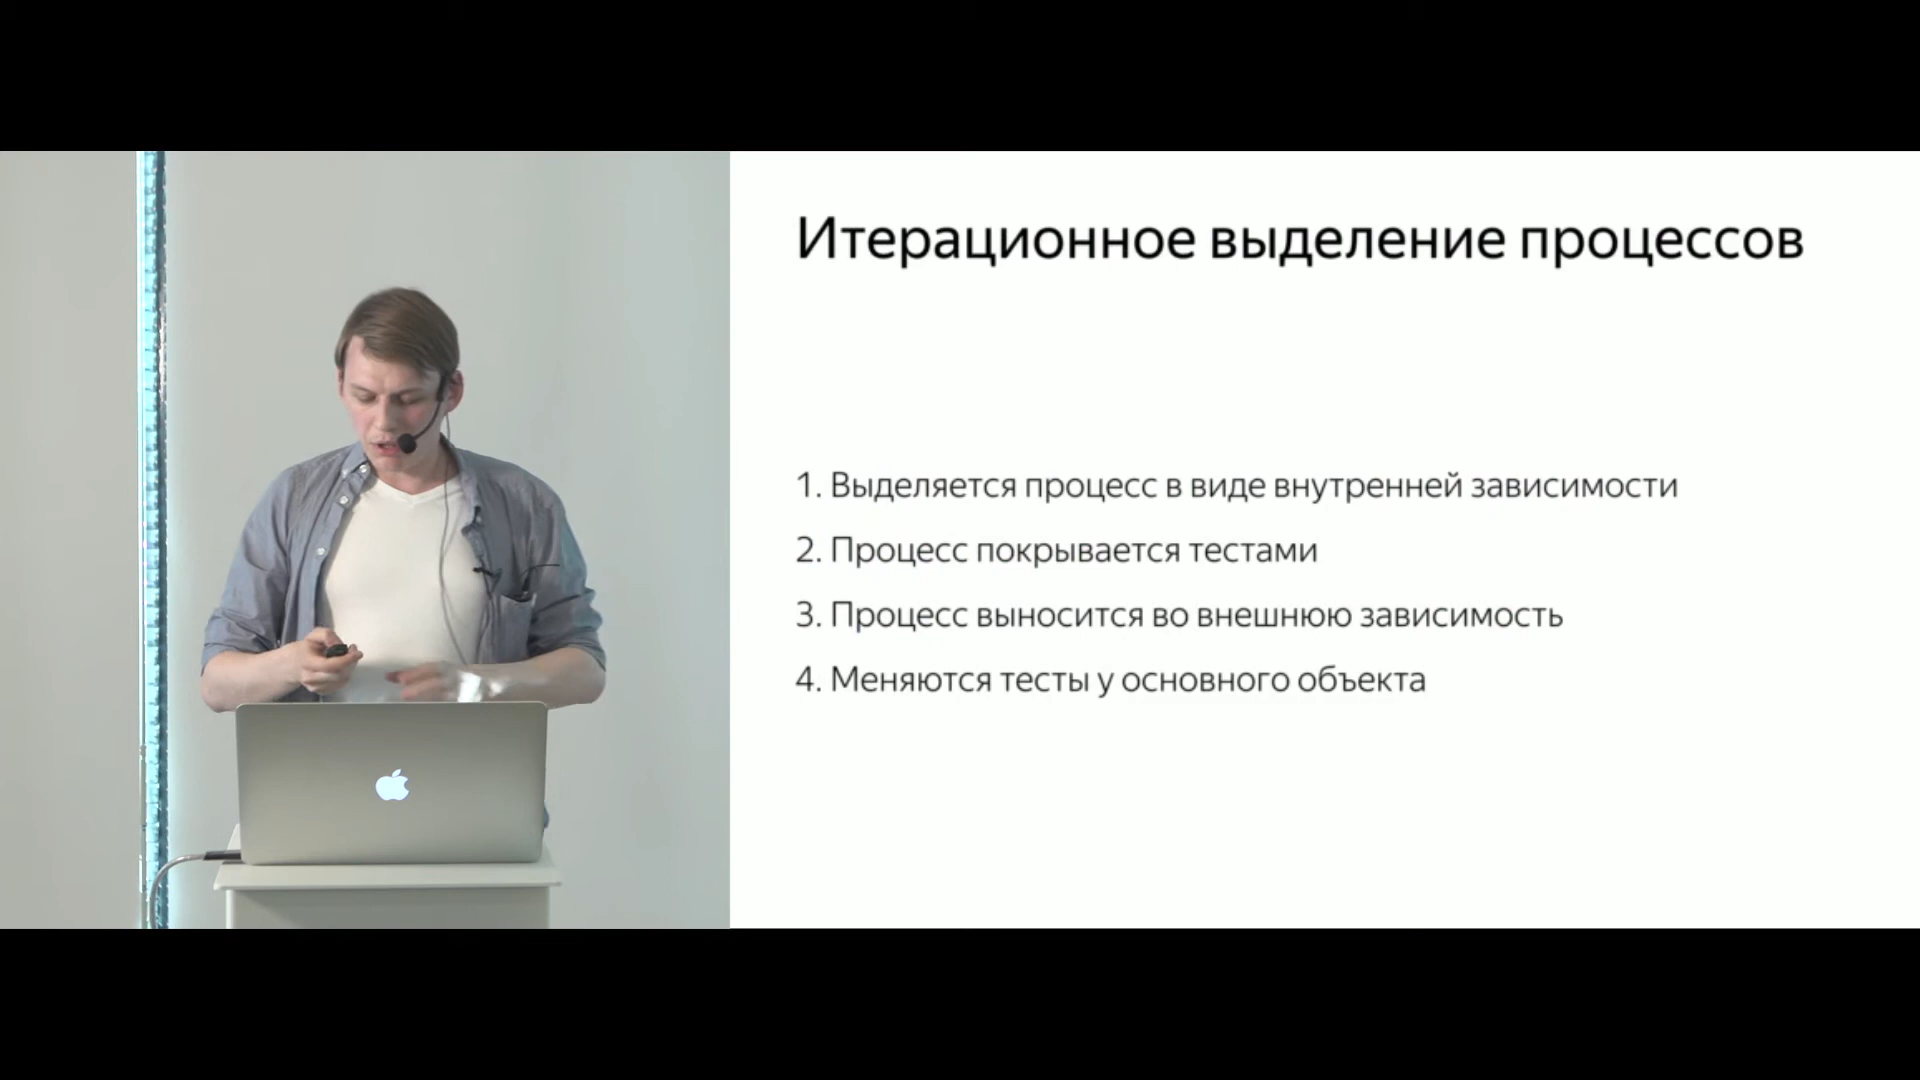 Итерационное выделение процессов
1. Выделяется процесс в виде внутренней зависимости
2. Процесс покрывается тестами
3. Процесс выносится во внешнюю зависимость
4. Меняются тесты у основного объекта